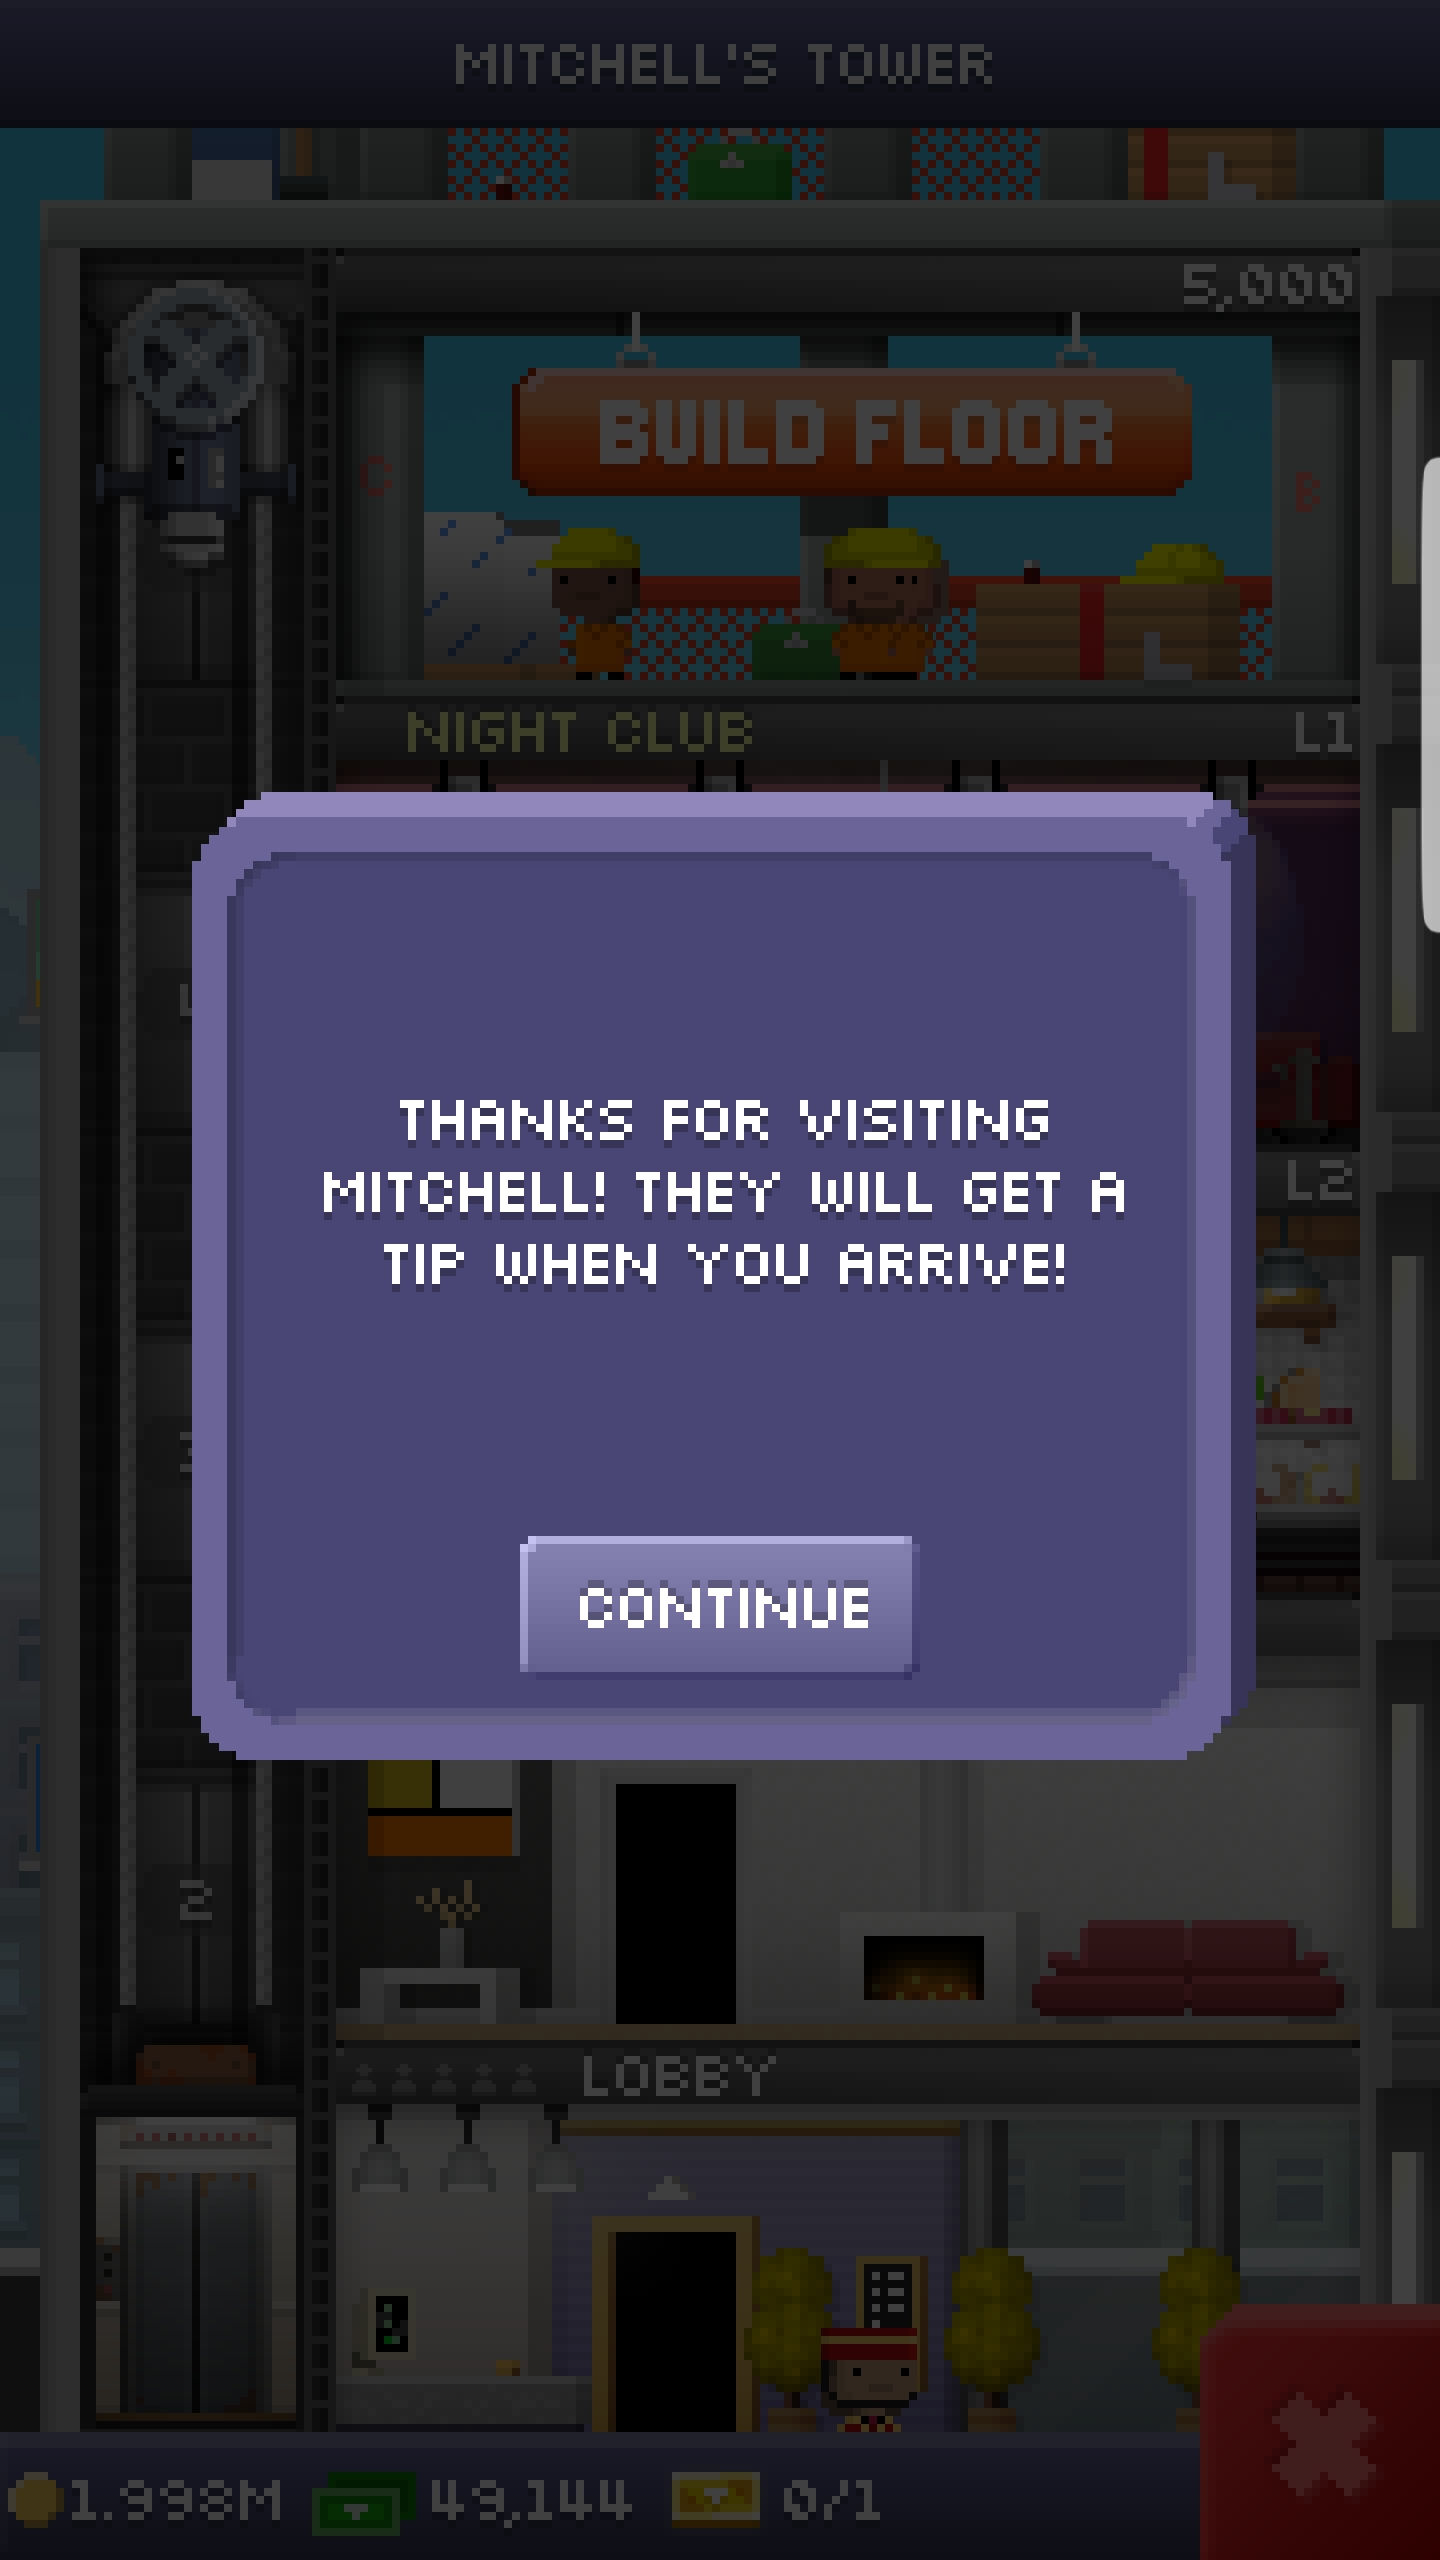 MITCHELL'S TOWER
5,000
BUILD FLOOR
C
B
NIGHT CLUB
L1
THANKS FOR VISITING
MITCHELL! THEY WILL GET A
TIP WHEN YOU ARRIVE!
L2
CONTINUE
2
LOBBY
1.998M
49,144
0/1